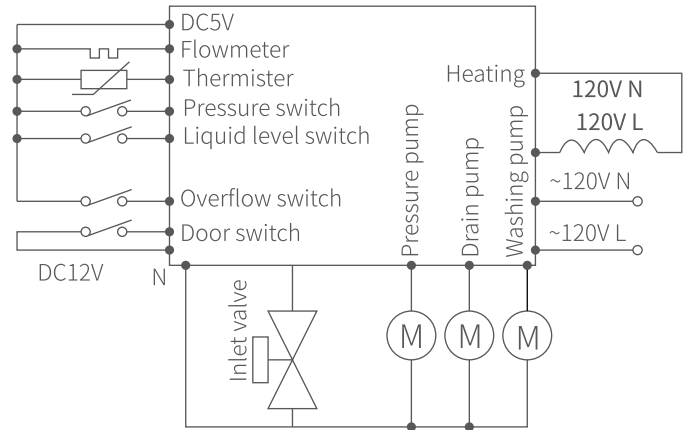 DC5V
Flowmeter
Thermister
Pressure switch
Liquid level switch
Overflow switch
Door switch
DC12V
N
Heating
120V N
120V L
~120V N
~120V L
Pressure pump
Drain pump
Washing pump
Inlet valve
M
M
M